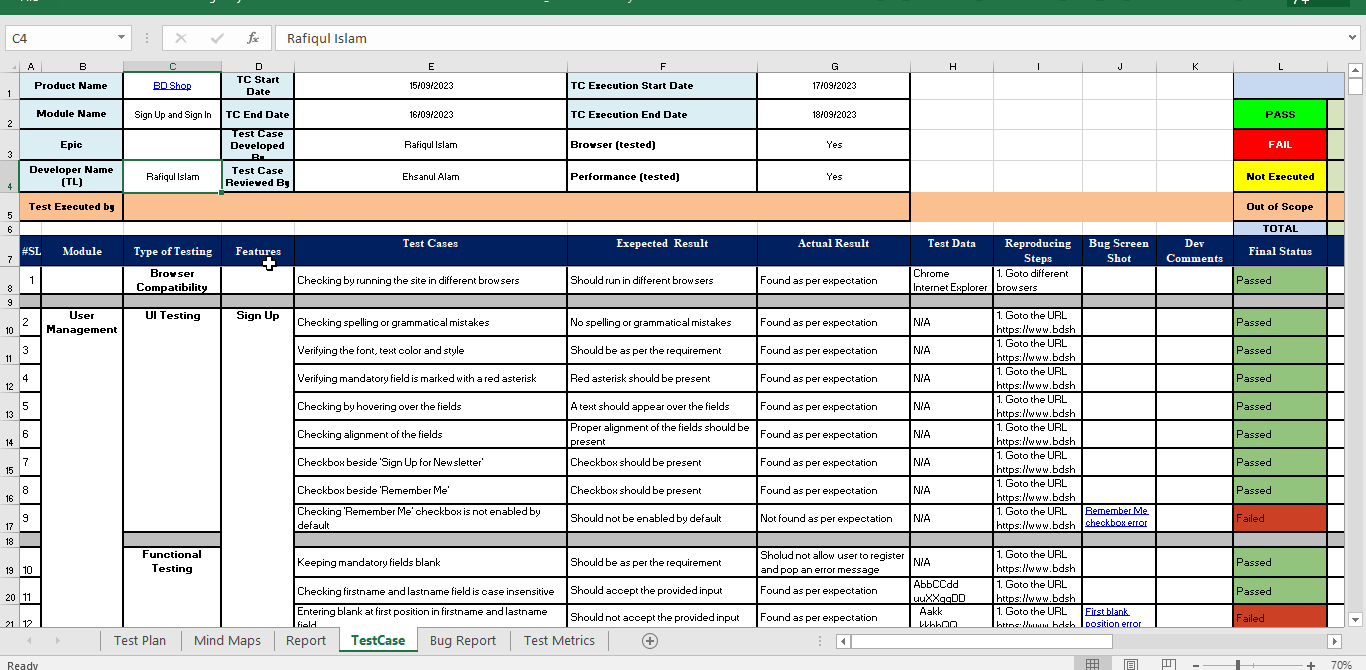 C4 Rafiqul Islam
A B C D E F G H I J K L
1 Product Name BD Shop TC Start Date 15/09/2023 TC Execution Start Date 17/09/2023
2 Module Name Sign Up and Sign In TC End Date 16/09/2023 TC Execution End Date 18/09/2023 PASS
3 Epic Test Case Developed Rafiqul Islam Browser (tested) Yes FAIL
4 Developer Name (TL) Rafiqul Islam Test Case Reviewed By Ehsanul Alam Performance (tested) Yes Not Executed
5 Test Executed by Out of Scope
6 TOTAL
7 #SL Module Type of Testing Features Test Cases Exepected Result Actual Result Test Data Reproducing Steps Bug Screen Shot Dev Comments Final Status
8 1 Browser Compatibility Checking by running the site in different browsers Should run in different browsers Found as per expectation Chrome Internet Explorer 1. Goto different browsers Passed
9
10 2 User Management UI Testing Sign Up Checking spelling or grammatical mistakes No spelling or grammatical mistakes Found as per expectation N/A 1. Goto the URL https://www.bdsh Passed
11 3 Verifying the font, text color and style Should be as per the requirement Found as per expectation N/A 1. Goto the URL https://www.bdsh Passed
12 4 Verifying mandatory field is marked with a red asterisk Red asterisk should be present Found as per expectation N/A 1. Goto the URL https://www.bdsh Passed
13 5 Checking by hovering over the fields A text should appear over the fields Found as per expectation N/A 1. Goto the URL https://www.bdsh Passed
14 6 Checking alignment of the fields Proper alignment of the fields should be present Found as per expectation N/A 1. Goto the URL https://www.bdsh Passed
15 7 Checkbox beside 'Sign Up for Newsletter' Checkbox should be present Found as per expectation N/A 1. Goto the URL https://www.bdsh Passed
16 8 Checkbox beside 'Remember Me' Checkbox should be present Found as per expectation N/A 1. Goto the URL https://www.bdsh Passed
17 9 Checking 'Remember Me' checkbox is not enabled by default Should not be enabled by default Not found as per expectation N/A 1. Goto the URL https://www.bdsh Remember Me checkbox error Failed
18
19 10 Functional Testing Keeping mandatory fields blank Should be as per the requirement Sholud not allow user to register and pop an error message N/A 1. Goto the URL https://www.bdsh Passed
20 11 Checking firstname and lastname field is case insensitive Should accept the provided input Found as per expectation AbbCCdd uuXXqqDD 1. Goto the URL https://www.bdsh Passed
21 12 Entering blank at first position in firstname and lastname field Should not accept the provided input Found as per expectation Aakk 1. Goto the URL https://www.bdsh First blank position error Failed
Test Plan Mind Maps Report TestCase Bug Report Test Metrics
Ready 70%